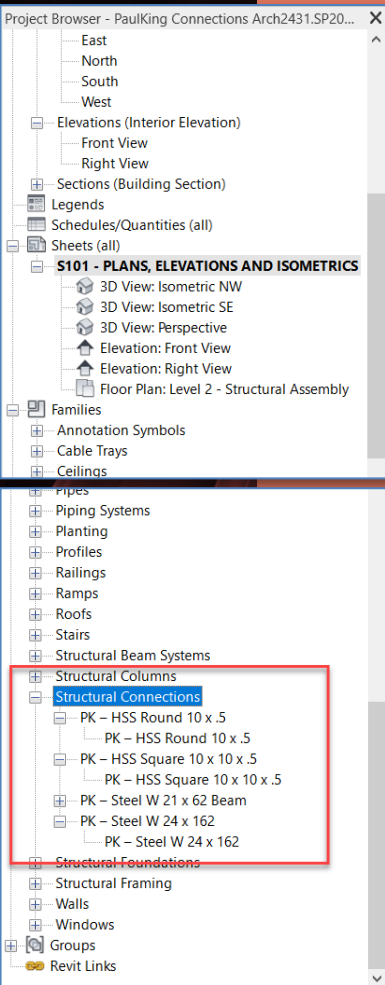 Project Browser - PaulKing Connections Arch2431.SP20...
East
North
South
West
Elevations (Interior Elevation)
Front View
Right View
Sections (Building Section)
Legends
Schedules/Quantities (all)
Sheets (all)
S101 - PLANS, ELEVATIONS AND ISOMETRICS
3D View: Isometric NW
3D View: Isometric SE
3D View: Perspective
Elevation: Front View
Elevation: Right View
Floor Plan: Level 2 - Structural Assembly
Families
Annotation Symbols
Cable Trays
Ceilings
Pipes
Piping Systems
Planting
Profiles
Railings
Ramps
Roofs
Stairs
Structural Beam Systems
Structural Columns
Structural Connections
PK – HSS Round 10 x .5
PK – HSS Round 10 x .5
PK – HSS Square 10 x 10 x .5
PK – HSS Square 10 x 10 x .5
PK – Steel W 21 x 62 Beam
PK – Steel W 24 x 162
PK – Steel W 24 x 162
Structural Foundations
Structural Framing
Walls
Windows
Groups
Revit Links